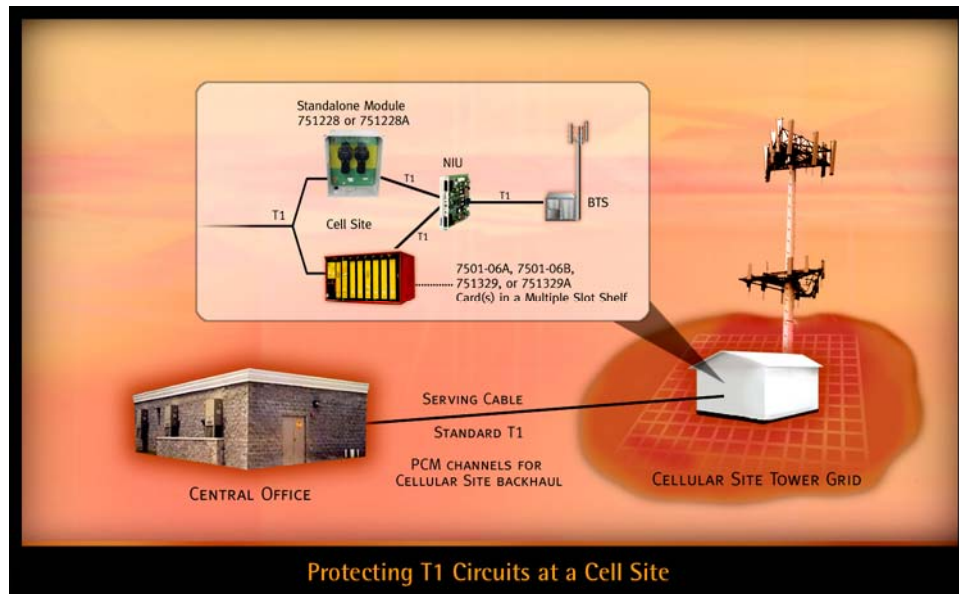 Standalone Module
751228 or 751228A
NIU
T1
T1
BTS
T1
Cell Site
T1
7501-06A, 7501-06B,
751329, or 751329A
Card(s) in a Multiple Slot Shelf
SERVING CABLE
STANDARD T1
PCM CHANNELS FOR
CELLULAR SITE BACKHAUL
CENTRAL OFFICE
CELLULAR SITE TOWER GRID
Protecting T1 Circuits at a Cell Site